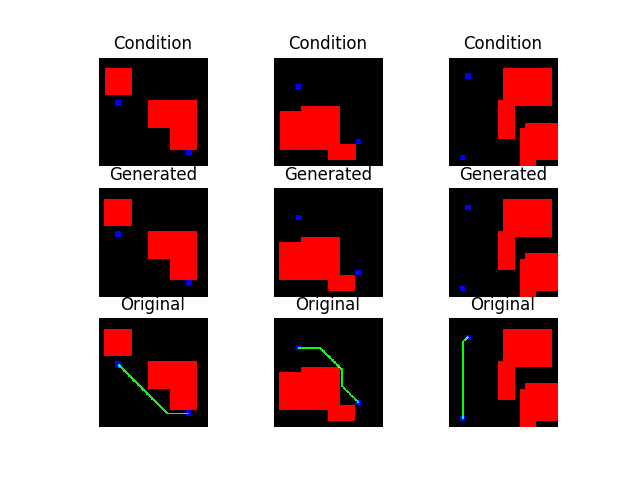 Condition Condition Condition
Generated Generated Generated
Original Original Original